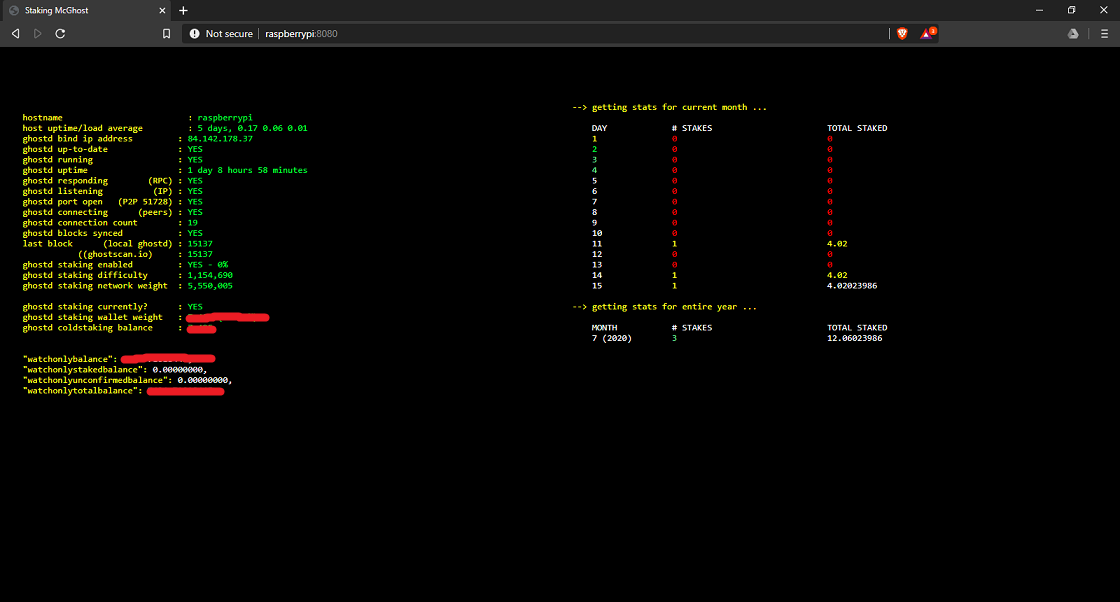 Staking McGhost
Not secure raspberrypi:8080
3
hostname : raspberrypi
host uptime/load average : 5 days, 0.17 0.06 0.01
ghostd bind ip address : 84.142.178.37
ghostd up-to-date : YES
ghostd running : YES
ghostd uptime : 1 day 8 hours 58 minutes
ghostd responding (RPC) : YES
ghostd listening (IP) : YES
ghostd port open (P2P 51728) : YES
ghostd connecting (peers) : YES
ghostd connection count : 19
ghostd blocks synced : YES
last block (local ghostd) : 15137
((ghostscan.io) : 15137
ghostd staking enabled : YES - 0%
ghostd staking difficulty : 1,154,690
ghostd staking network weight : 5,550,005
ghostd staking currently? : YES
ghostd staking wallet weight :
ghostd coldstaking balance :
"watchonlybalance":
"watchonlystakedbalance": 0.00000000,
"watchonlyunconfirmedbalance": 0.00000000,
"watchonlytotalbalance":
--> getting stats for current month ...
DAY # STAKES TOTAL STAKED
1 0 0
2 0 0
3 0 0
4 0 0
5 0 0
6 0 0
7 0 0
8 0 0
9 0 0
10 0 0
11 1 4.02
12 0 0
13 0 0
14 1 4.02
15 1 4.02023986
--> getting stats for entire year ...
MONTH # STAKES TOTAL STAKED
7 (2020) 3 12.06023986